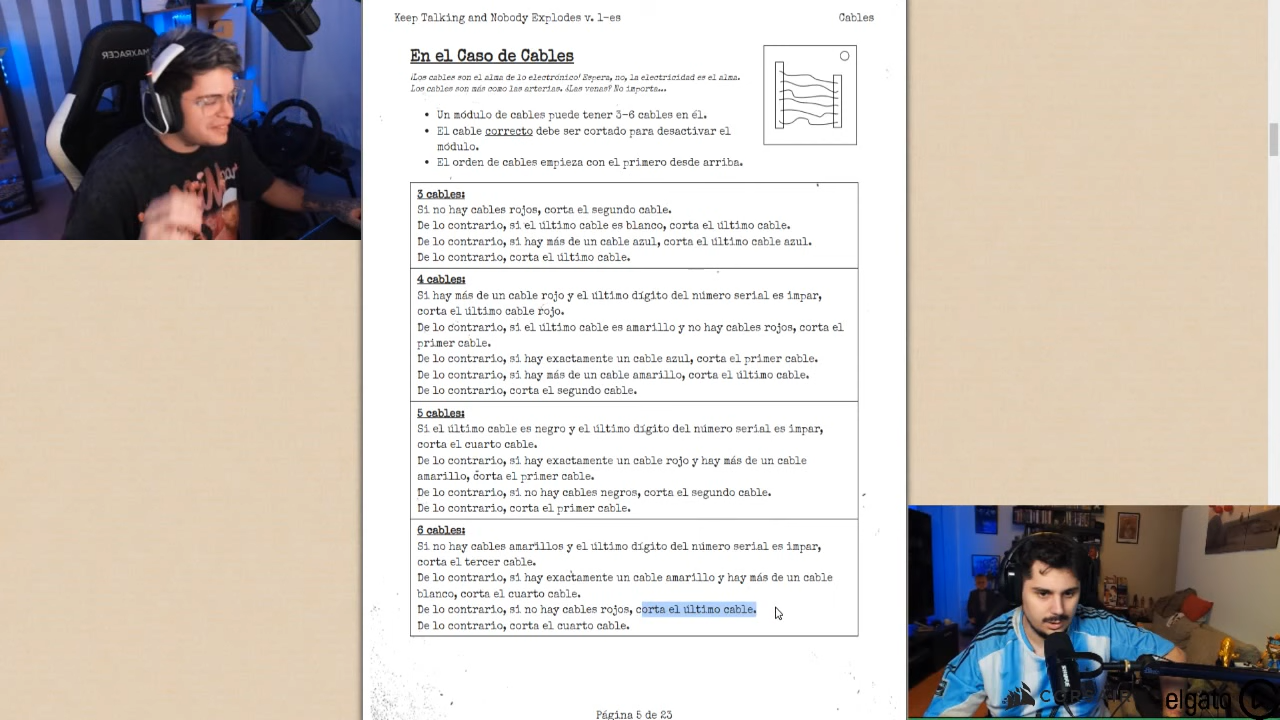 Keep Talking and Nobody Explodes v. 1-es
Cables
En el Caso de Cables
¡Los cables son el alma de lo electrónico! Espera, no, la electricidad es el alma.
Los cables son más como las arterias. ¿Las venas? No importa...
• Un módulo de cables puede tener 3-6 cables en él.
• El cable correcto debe ser cortado para desactivar el
módulo.
• El orden de cables empieza con el primero desde arriba.
3 cables:
Si no hay cables rojos, corta el segundo cable.
De lo contrario, si el último cable es blanco, corta el último cable.
De lo contrario, si hay más de un cable azul, corta el último cable azul.
De lo contrario, corta el último cable.
4 cables:
Si hay más de un cable rojo y el último dígito del número serial es impar,
corta el último cable rojo.
De lo contrario, si el último cable es amarillo y no hay cables rojos, corta el
primer cable.
De lo contrario, si hay exactamente un cable azul, corta el primer cable.
De lo contrario, si hay más de un cable amarillo, corta el último cable.
De lo contrario, corta el segundo cable.
5 cables:
Si el último cable es negro y el último dígito del número serial es impar,
corta el cuarto cable.
De lo contrario, si hay exactamente un cable rojo y hay más de un cable
amarillo, corta el primer cable.
De lo contrario, si no hay cables negros, corta el segundo cable.
De lo contrario, corta el primer cable.
6 cables:
Si no hay cables amarillos y el último dígito del número serial es impar,
corta el tercer cable.
De lo contrario, si hay exactamente un cable amarillo y hay más de un cable
blanco, corta el cuarto cable.
De lo contrario, si no hay cables rojos, corta el último cable.
De lo contrario, corta el cuarto cable.
Página 5 de 23
MAXRACER
CORSAIR
elgato